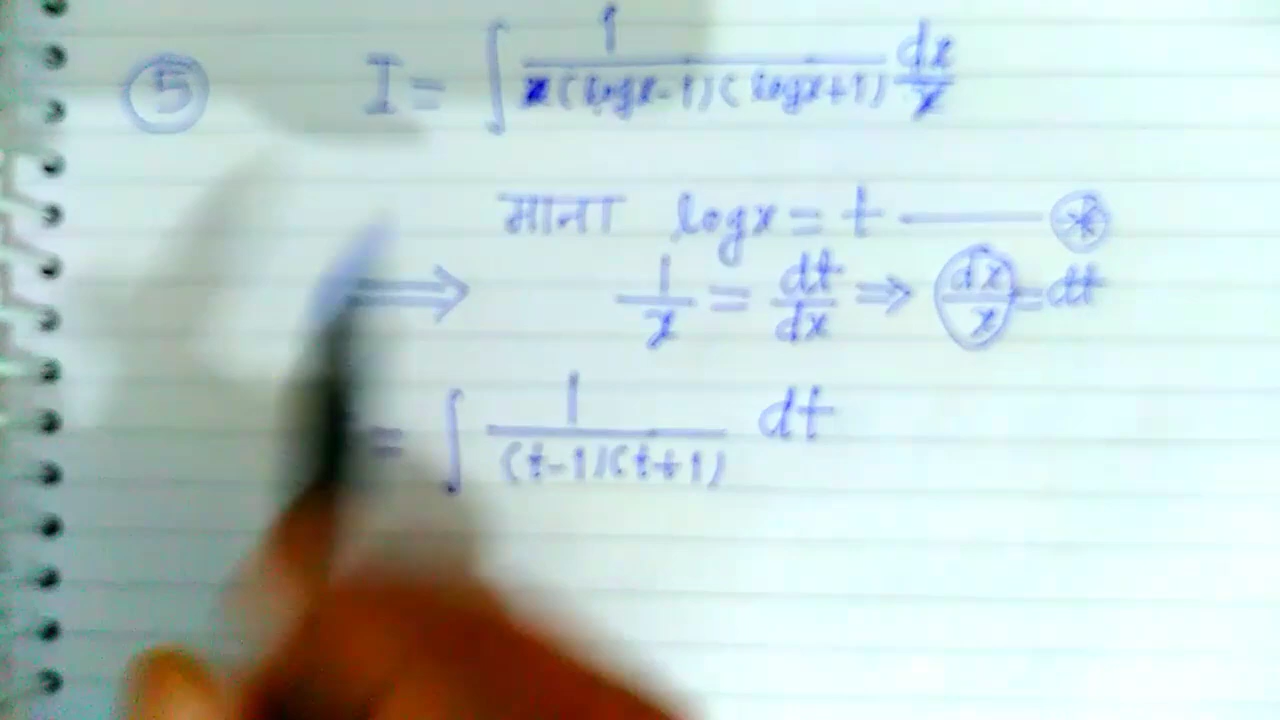 ⑤ I = ∫ 1/(x(logx-1)(logx+1)) dx/x
माना logx = t —— ⊛
⟹ 1/x = dt/dx ⇒ dx/x = dt
= ∫ 1/((t-1)(t+1)) dt